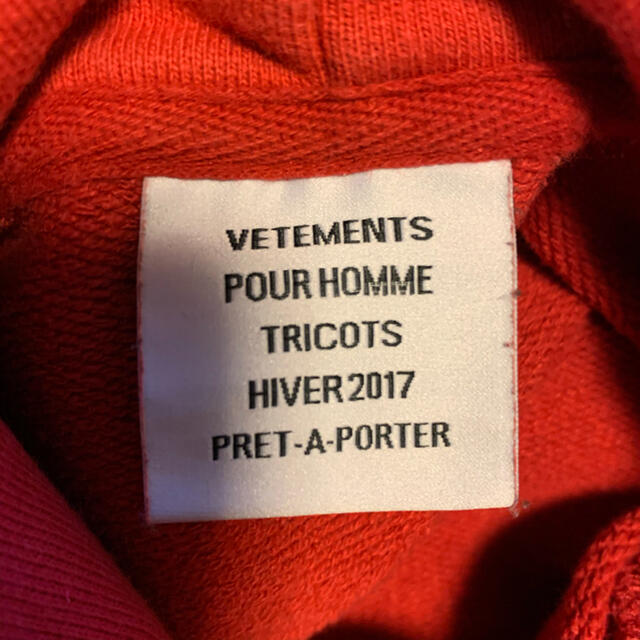 VETEMENTS
POUR HOMME
TRICOTS
HIVER 2017
PRET-A-PORTER